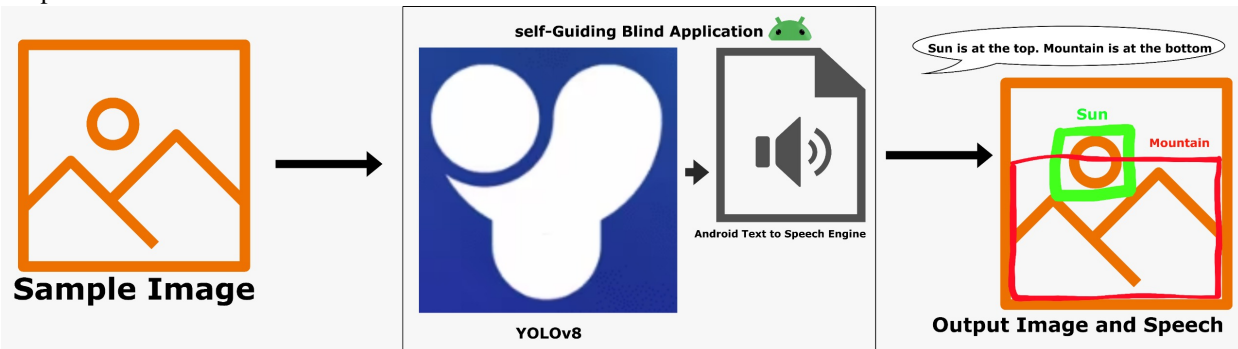 self-Guiding Blind Application
Sun is at the top. Mountain is at the bottom
Sun
Mountain
Android Text to Speech Engine
Sample Image
YOLOv8
Output Image and Speech